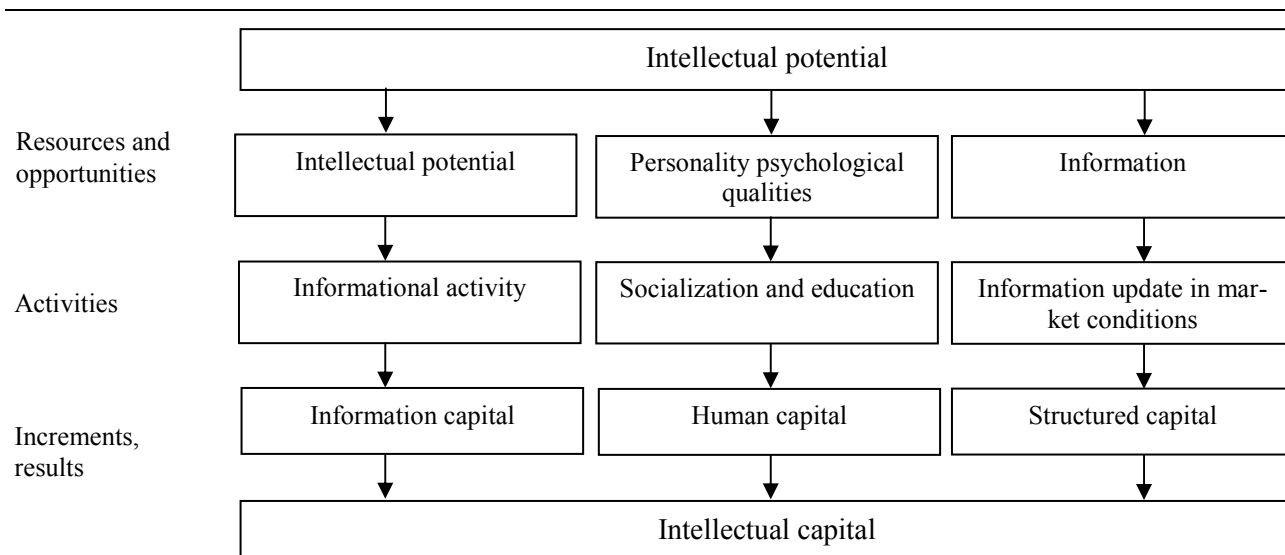 Intellectual potential
Resources and
opportunities
Intellectual potential
Personality psychological
qualities
Information
Activities
Informational activity
Socialization and education
Information update in mar-
ket conditions
Increments,
results
Information capital
Human capital
Structured capital
Intellectual capital